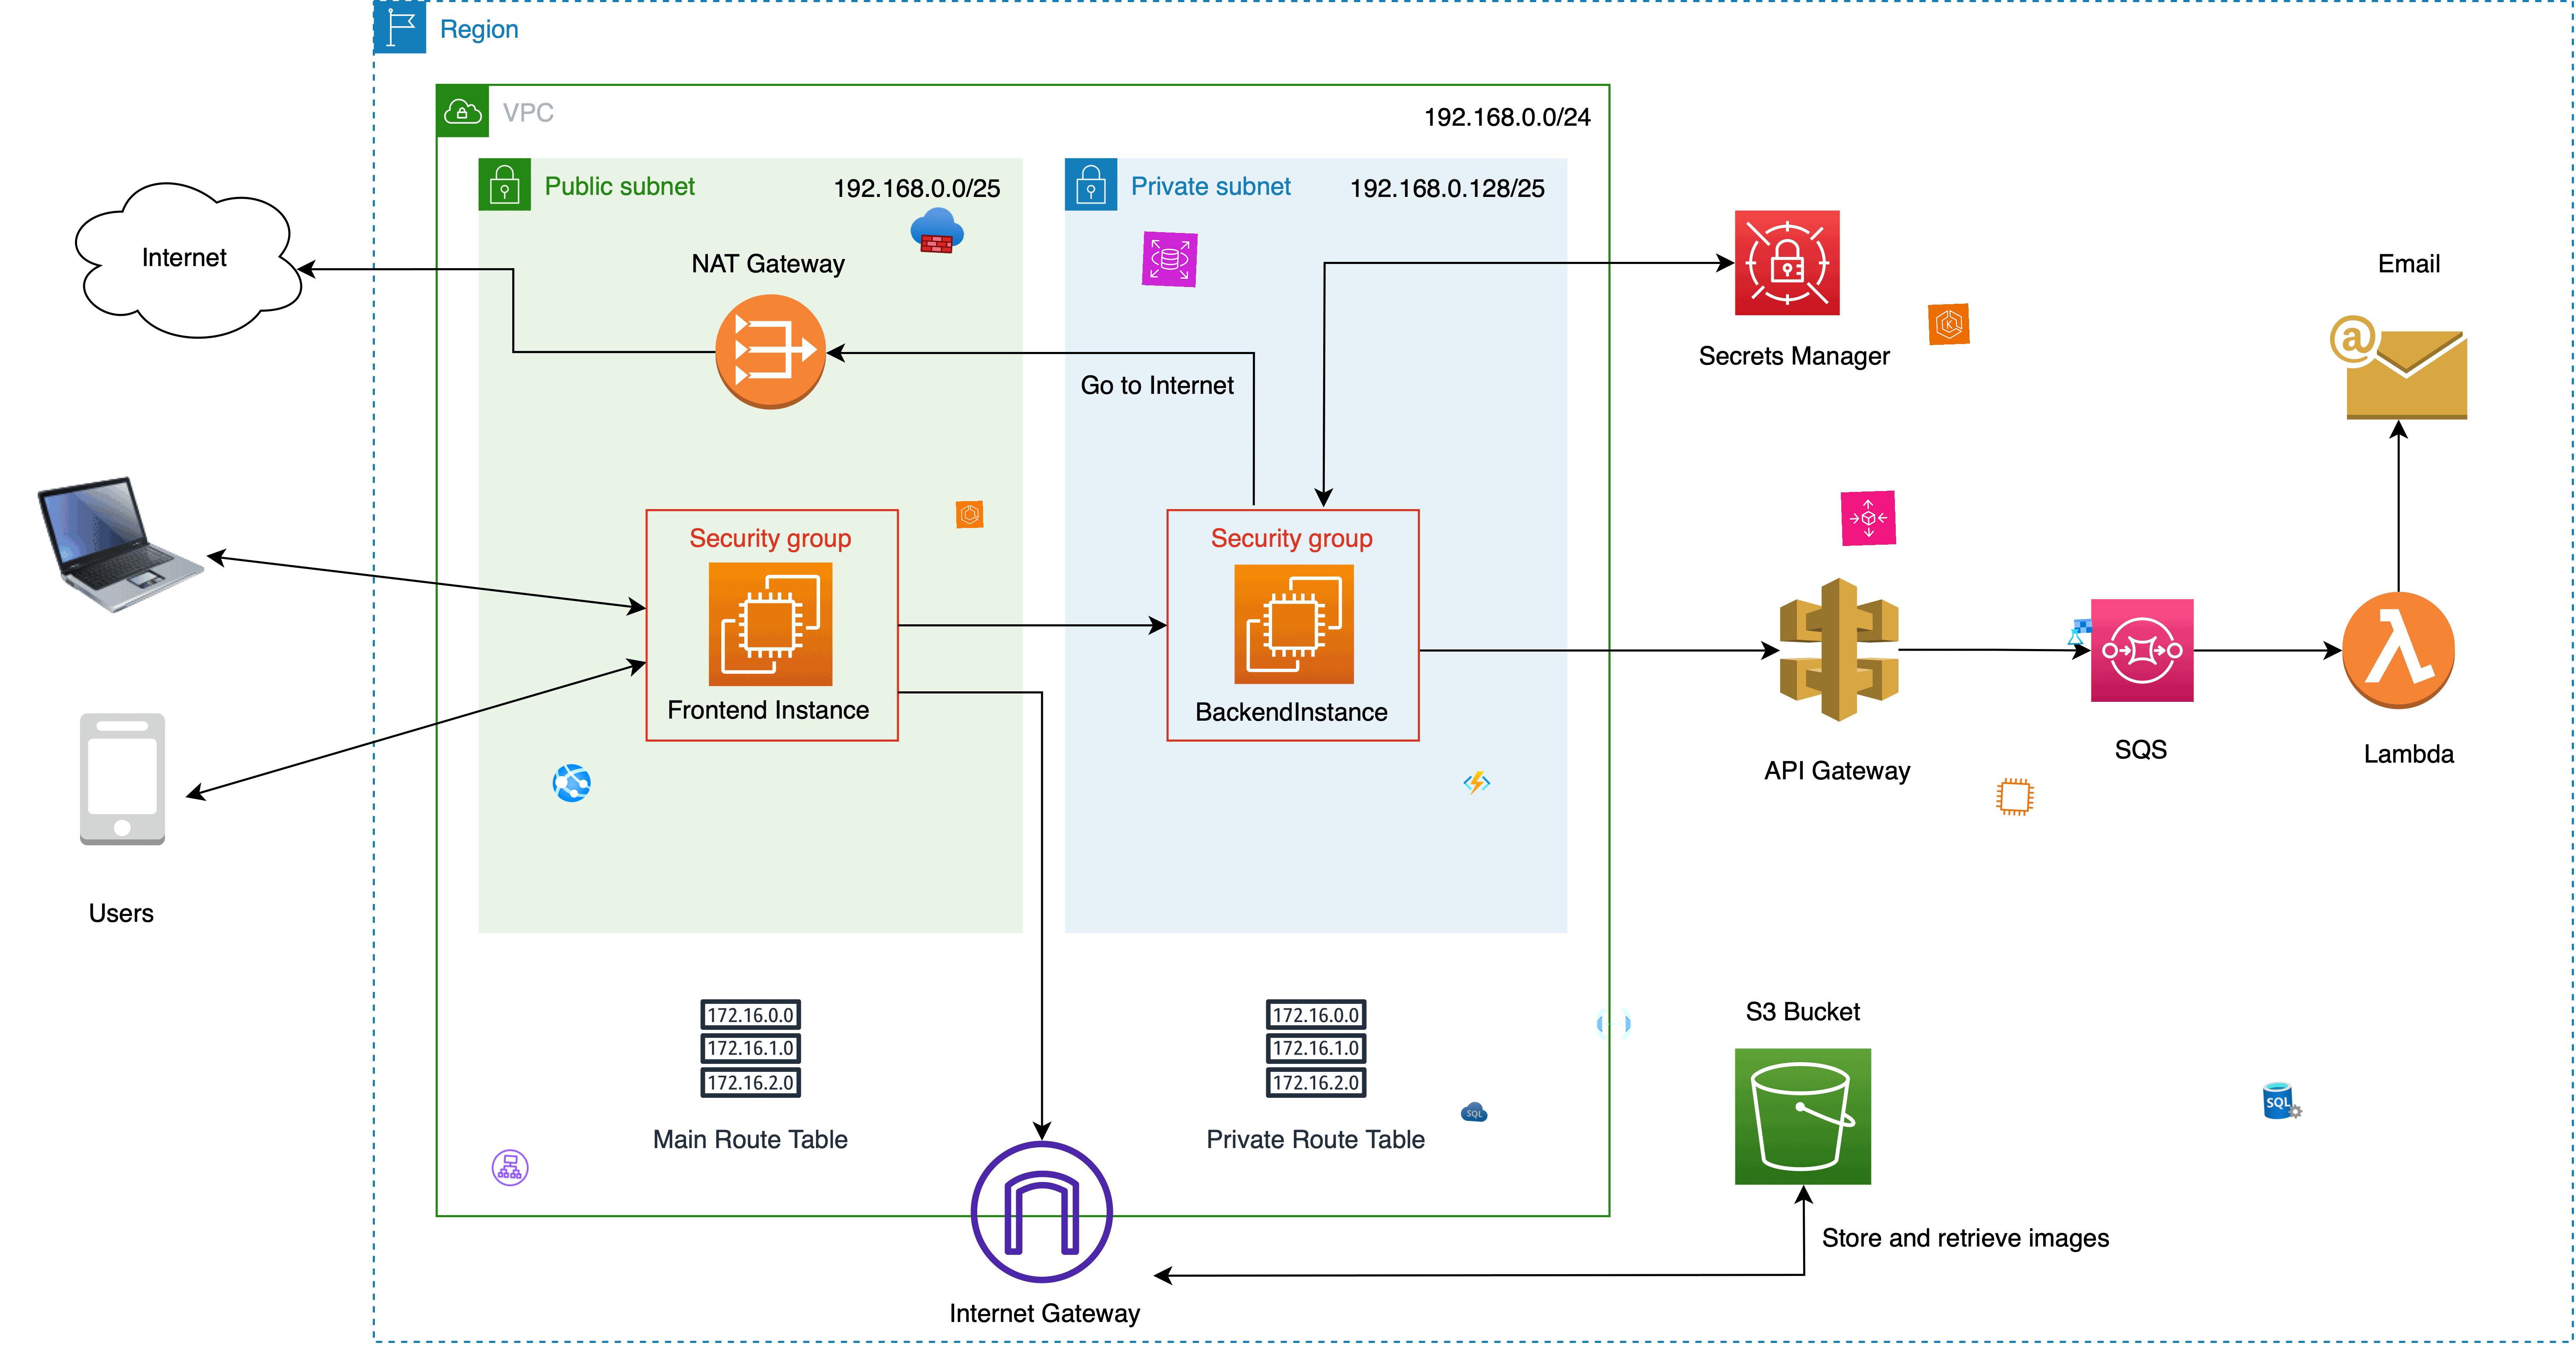 Region
VPC
192.168.0.0/24
Public subnet
192.168.0.0/25
Private subnet
192.168.0.128/25
Internet
NAT Gateway
Go to Internet
Secrets Manager
Email
@
K
Security group
Frontend Instance
Security group
BackendInstance
API Gateway
SQS
λ
Lambda
Users
172.16.0.0
172.16.1.0
172.16.2.0
Main Route Table
172.16.0.0
172.16.1.0
172.16.2.0
Private Route Table
SQL
S3 Bucket
SQL
Store and retrieve images
Internet Gateway